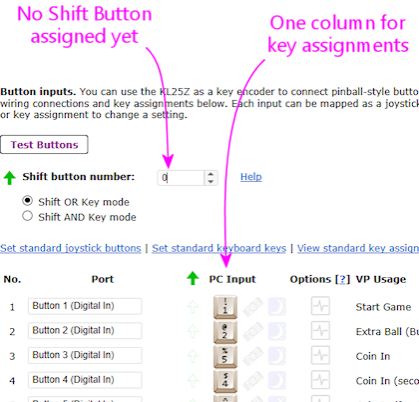 No Shift Button
assigned yet
One column for
key assignments
Button inputs. You can use the KL25Z as a key encoder to connect pinball-style butto
wiring connections and key assignments below. Each input can be mapped as a joystick
or key assignment to change a setting.
Test Buttons
Shift button number: 0 Help
Shift OR Key mode
Shift AND Key mode
Set standard joystick buttons | Set standard keyboard keys | View standard key assign
No. Port PC Input Options [?] VP Usage
1 Button 1 (Digital In) ! 1 Start Game
2 Button 2 (Digital In) @ 2 Extra Ball (Bu
3 Button 3 (Digital In) % 5 Coin In
4 Button 4 (Digital In) $ 4 Coin In (seco